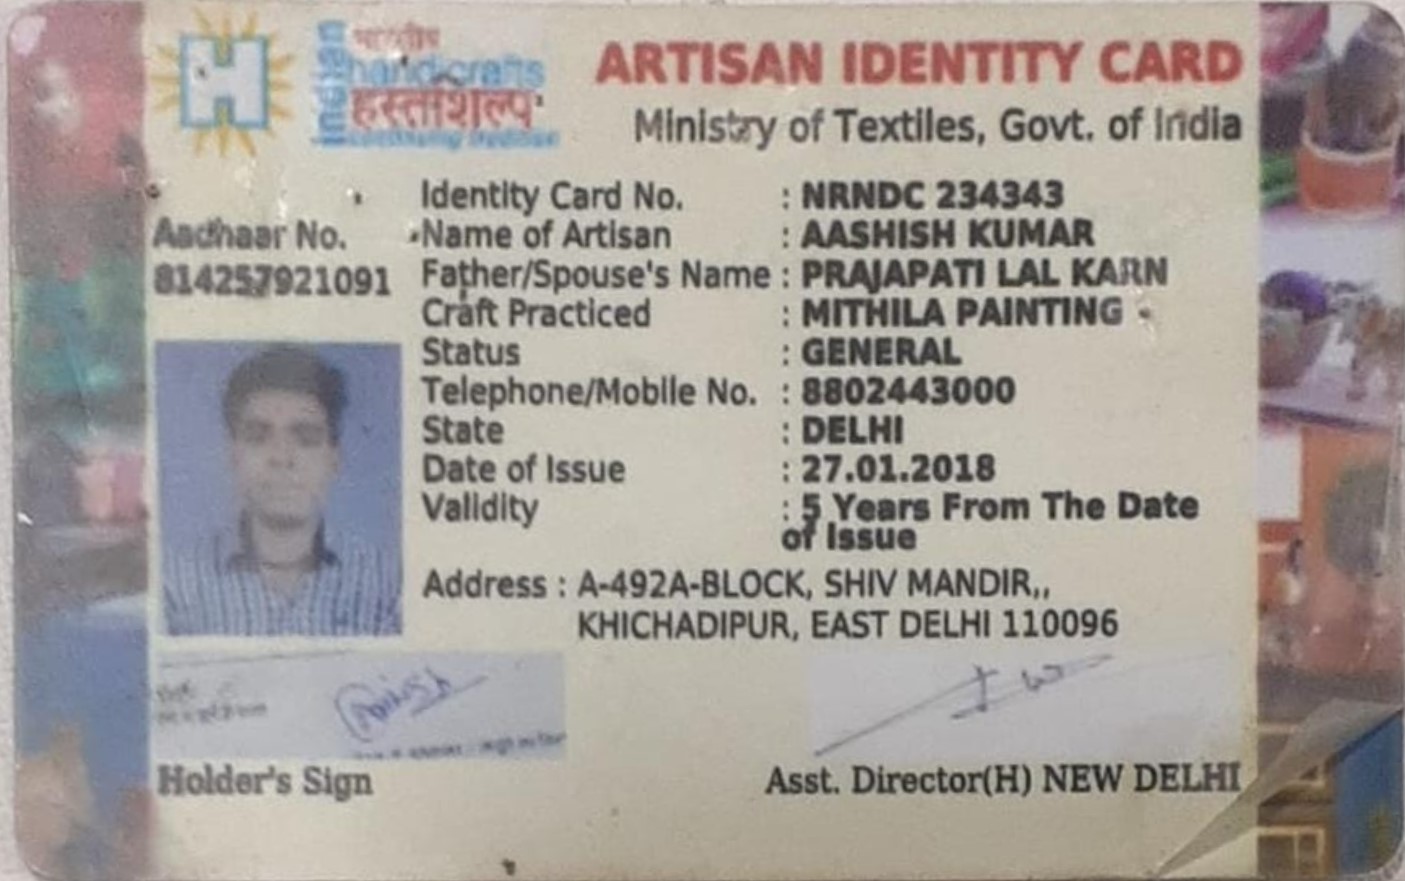 भारतीय
Indian handicrafts
हस्तशिल्प
ARTISAN IDENTITY CARD
Ministry of Textiles, Govt. of India
Aadhaar No.
814257921091
Identity Card No. : NRNDC 234343
Name of Artisan : AASHISH KUMAR
Father/Spouse's Name : PRAJAPATI LAL KARN
Craft Practiced : MITHILA PAINTING
Status : GENERAL
Telephone/Mobile No. : 8802443000
State : DELHI
Date of Issue : 27.01.2018
Validity : 5 Years From The Date
of Issue
Address : A-492A-BLOCK, SHIV MANDIR,,
KHICHADIPUR, EAST DELHI 110096
Holder's Sign
Asst. Director(H) NEW DELHI